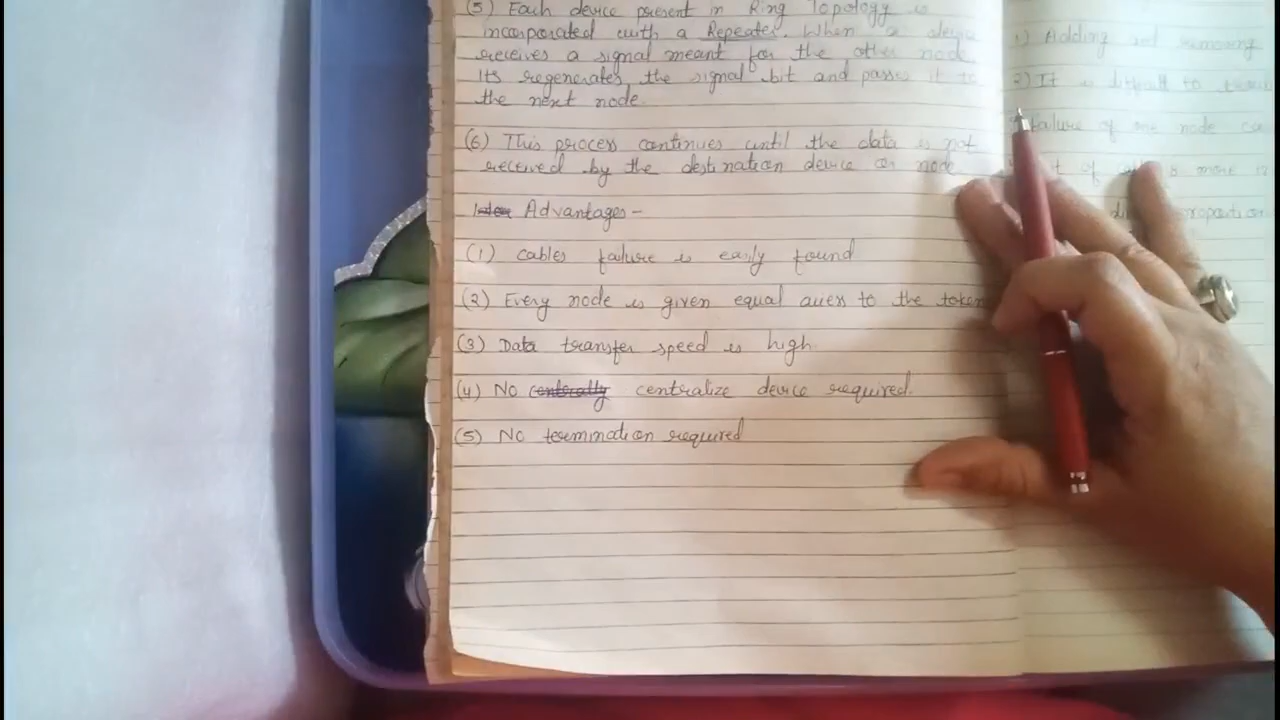 (5) Each device present in Ring Topology is
incorporated with a Repeater. When a device
receives a signal meant for the other node
Its regenerates the signal bit and passes it to
the next node.
(6) This process continues until the data is not
received by the destination device or node
Advantages-
(1) Cables failure is easily found
(2) Every node is given equal access to the token
(3) Data transfer speed is high.
(4) No centrally centralize device required.
(5) No termination required
1) Adding and removing
2) It is difficult to
failure of one node
of more